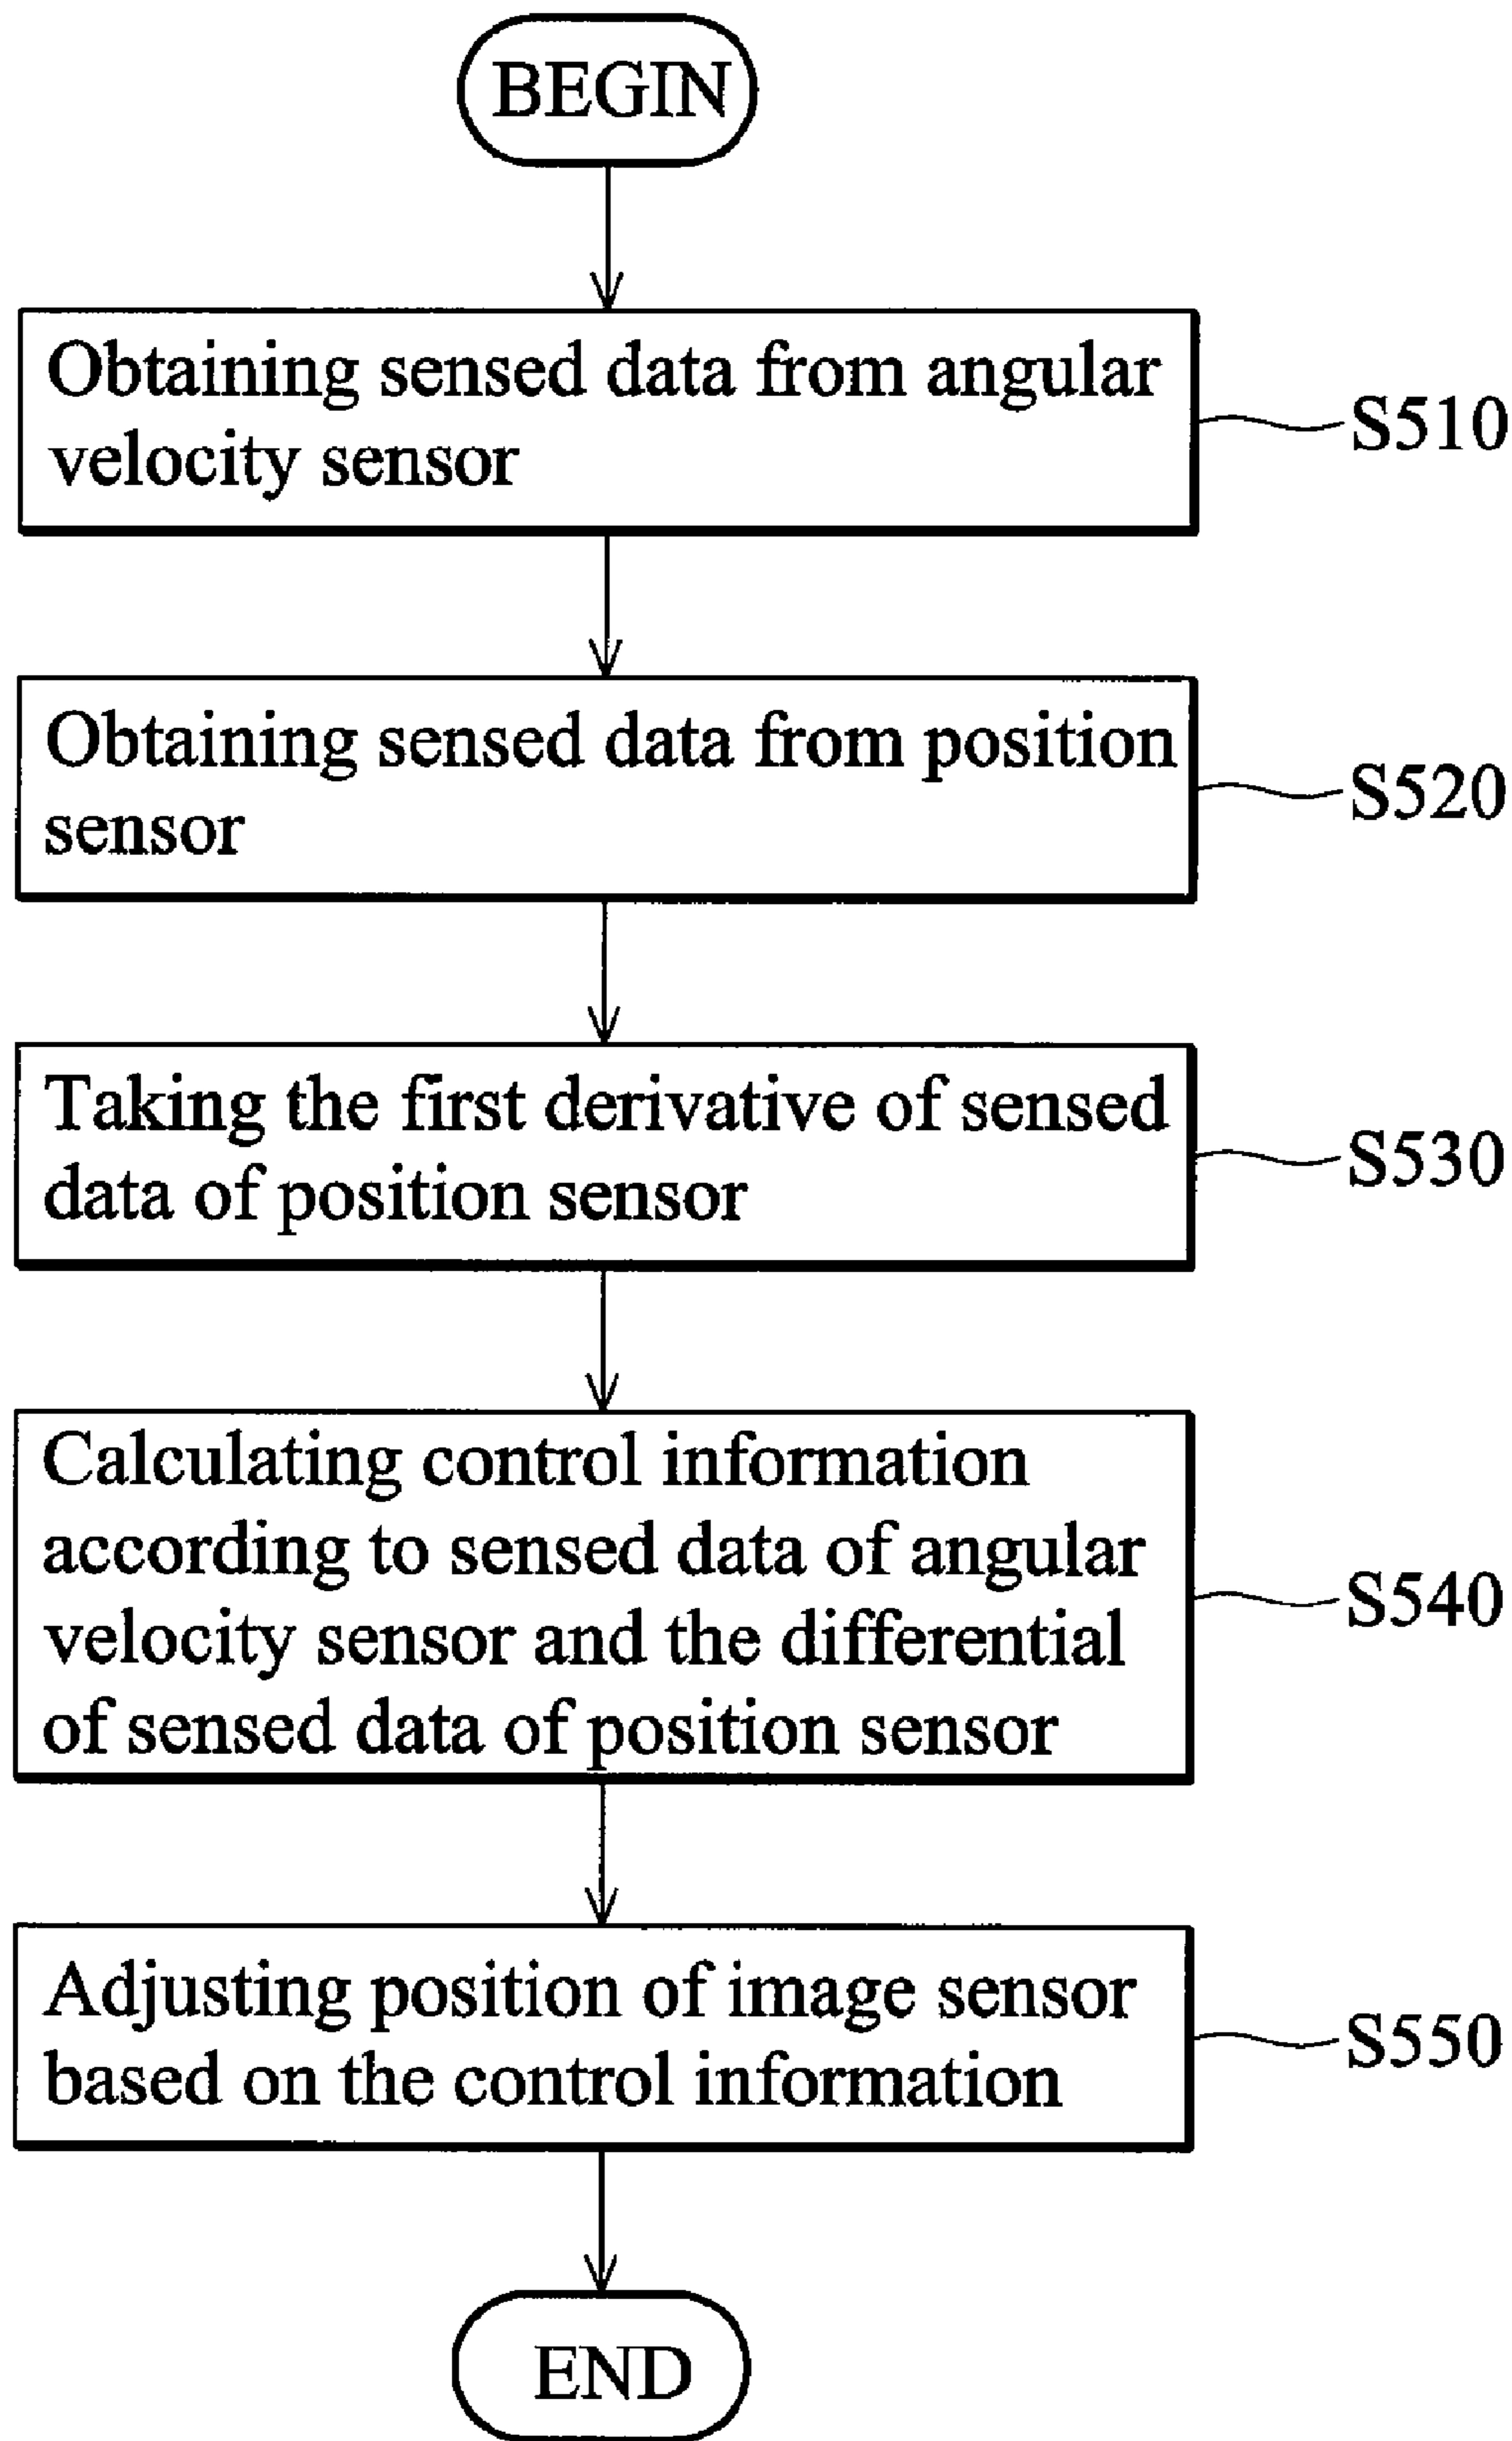 BEGIN
Obtaining sensed data from angular
velocity sensor
S510
Obtaining sensed data from position
sensor
S520
Taking the first derivative of sensed
data of position sensor
S530
Calculating control information
according to sensed data of angular
velocity sensor and the differential
of sensed data of position sensor
S540
Adjusting position of image sensor
based on the control information
S550
END